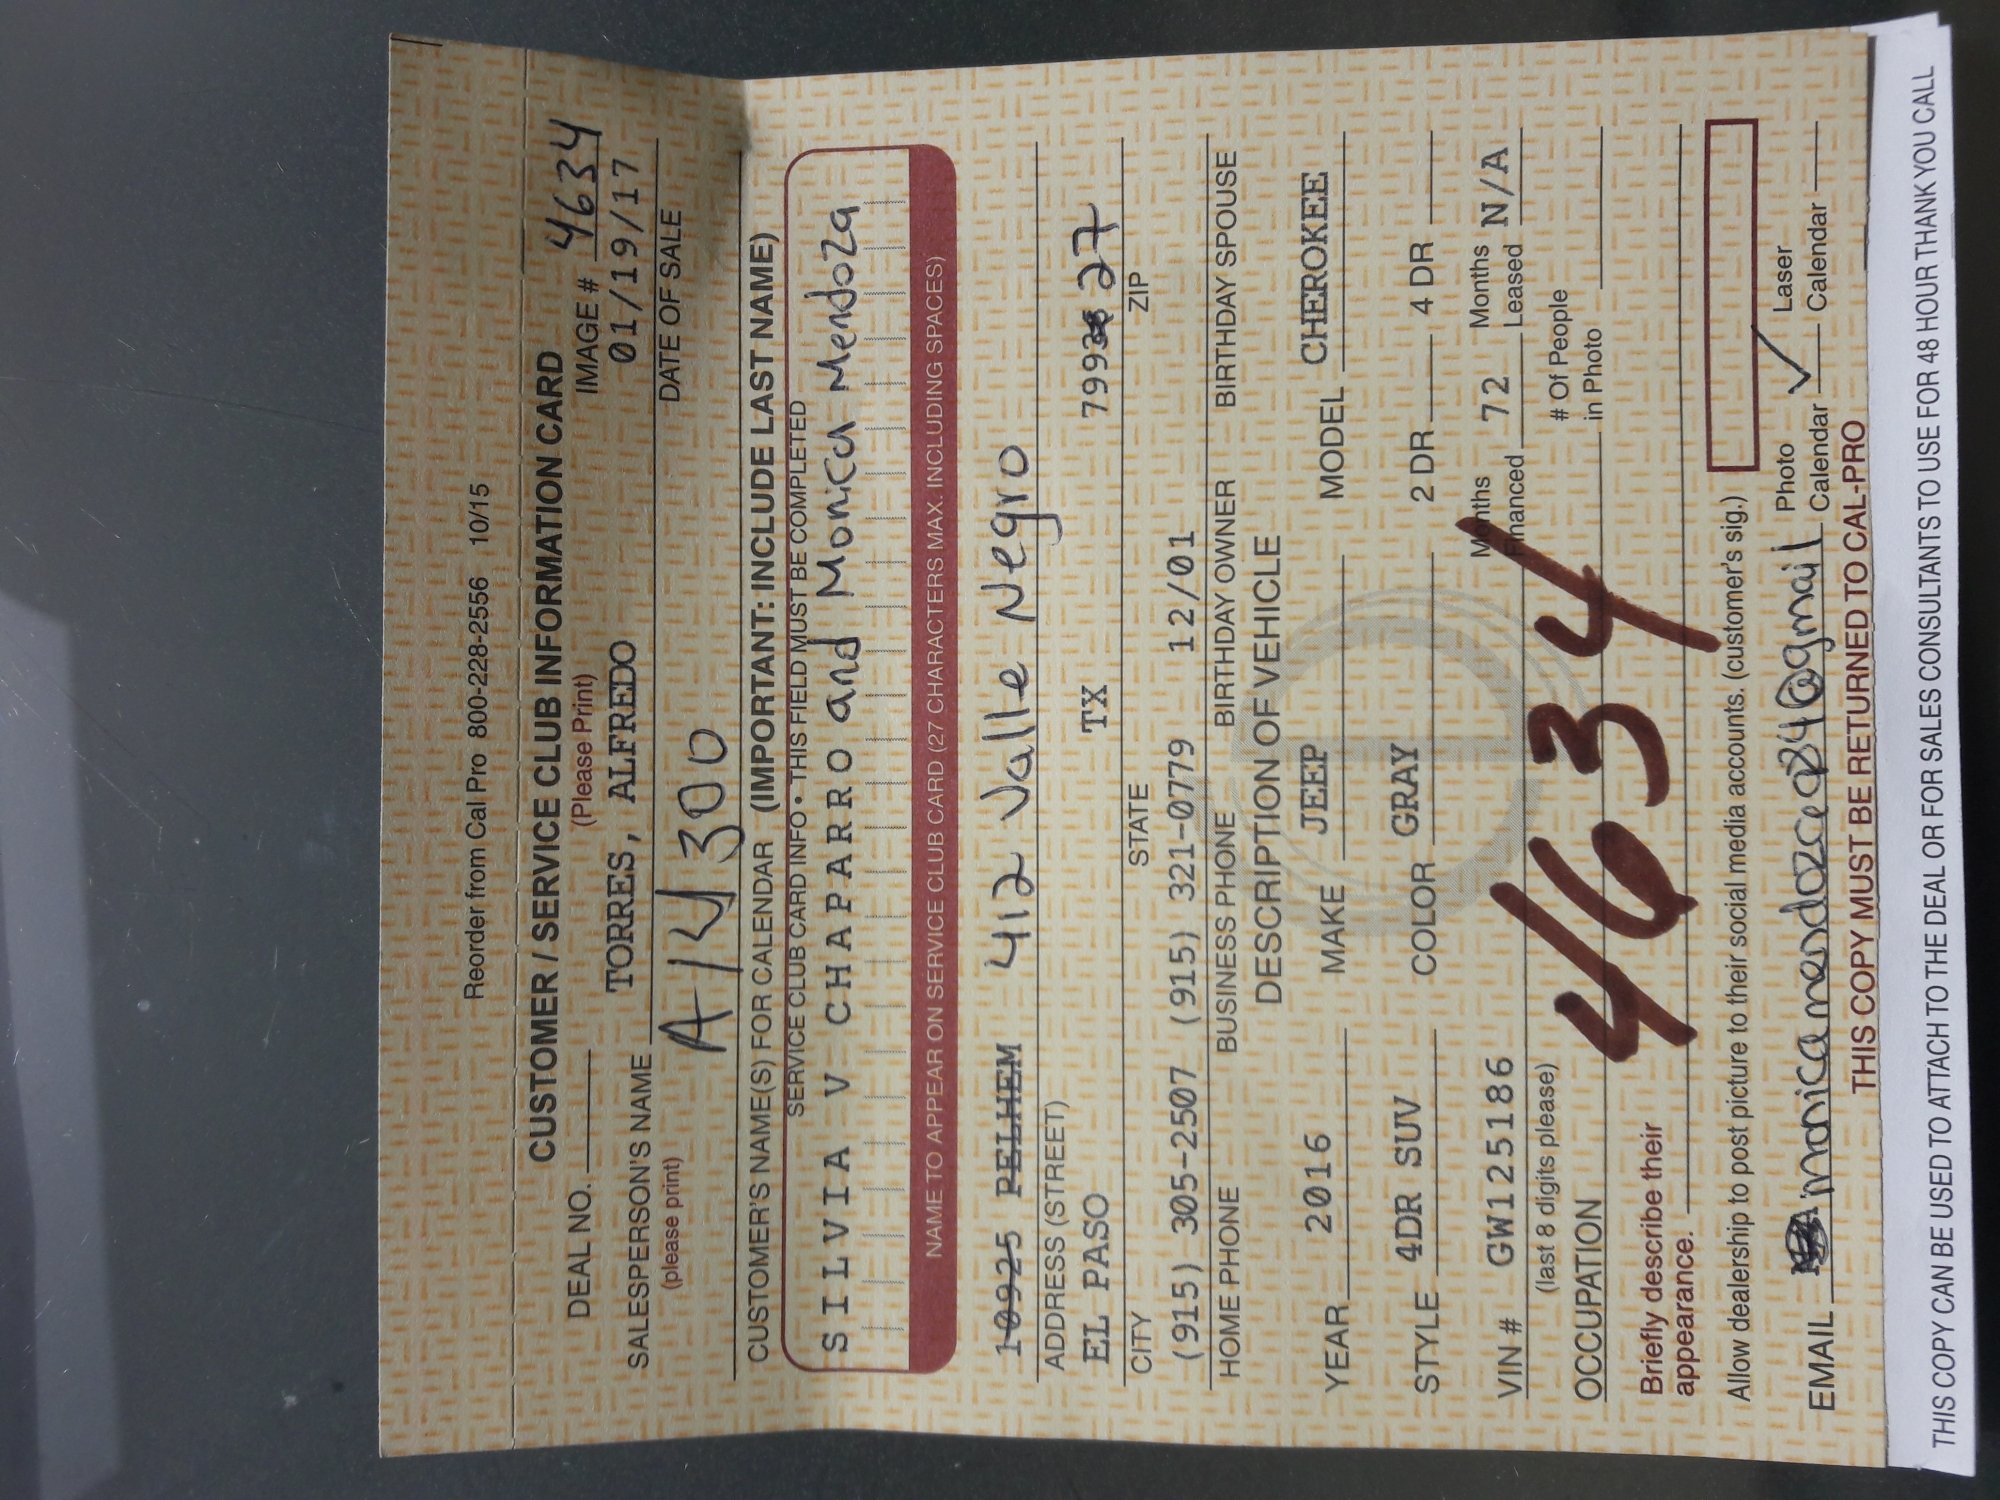 Reorder from Cal Pro 800-228-2556 10/15
CUSTOMER / SERVICE CLUB INFORMATION CARD
DEAL NO. (Please Print) IMAGE # 4634
SALESPERSON'S NAME TORRES, ALFREDO 01/19/17
(please print) DATE OF SALE
A14300
CUSTOMER'S NAME(S) FOR CALENDAR (IMPORTANT: INCLUDE LAST NAME)
SERVICE CLUB CARD INFO • THIS FIELD MUST BE COMPLETED
SILVIA V CHAPARRO and Monica Mendoza
NAME TO APPEAR ON SERVICE CLUB CARD (27 CHARACTERS MAX. INCLUDING SPACES)
10925 PELHEM 412 Valle Negro
ADDRESS (STREET)
EL PASO TX 799 27
CITY STATE ZIP
(915) 305-2507 (915) 321-0779 12/01
HOME PHONE BUSINESS PHONE BIRTHDAY OWNER BIRTHDAY SPOUSE
DESCRIPTION OF VEHICLE
YEAR 2016 MAKE JEEP MODEL CHEROKEE
STYLE 4DR SUV COLOR GRAY 2 DR 4 DR
VIN # GW125186 Months Financed 72 Months Leased N/A
(last 8 digits please)
OCCUPATION # Of People in Photo
4634
Briefly describe their
appearance.
Allow dealership to post picture to their social media accounts. (customer's sig.)
EMAIL Photo Calendar ✓ Laser Calendar
THIS COPY MUST BE RETURNED TO CAL-PRO
THIS COPY CAN BE USED TO ATTACH TO THE DEAL OR FOR SALES CONSULTANTS TO USE FOR 48 HOUR THANK YOU CALL